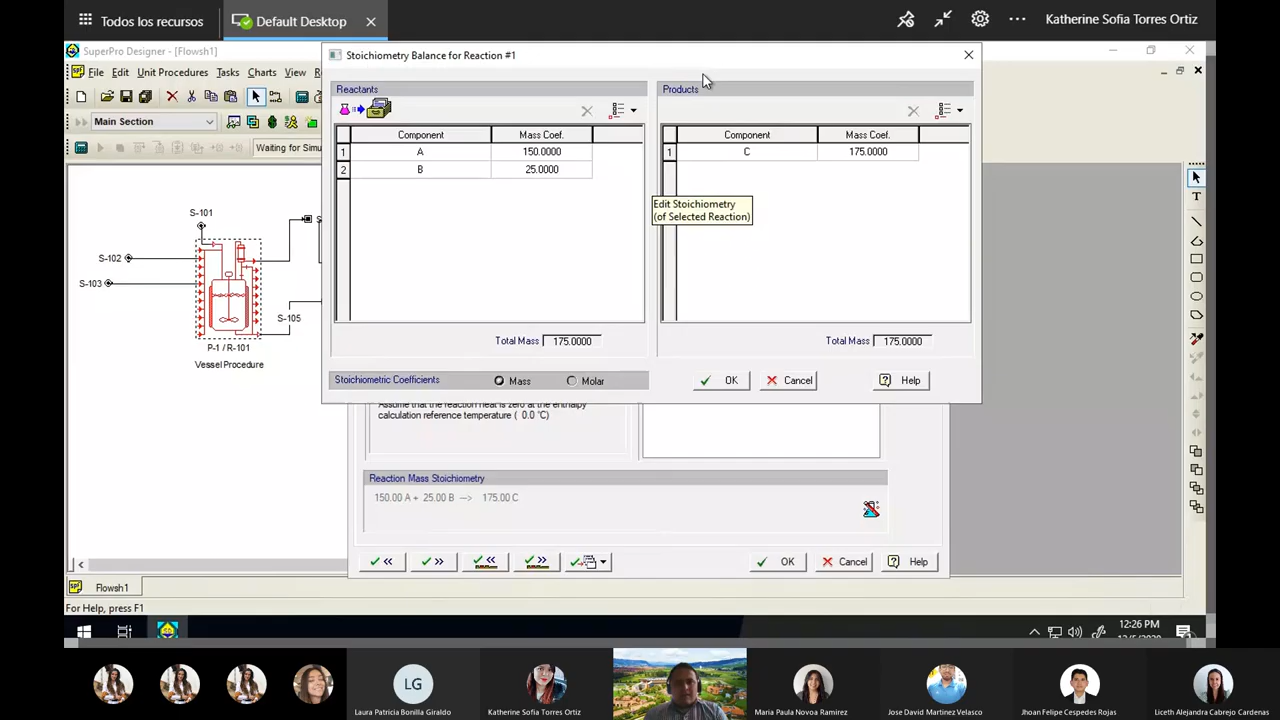 Todos los recursos
Default Desktop
Katherine Sofia Torres Ortiz
SuperPro Designer - [Flowsh1]
File Edit Unit Procedures Tasks Charts View
Main Section
Waiting for Simu
Stoichiometry Balance for Reaction #1
Reactants
Component Mass Coef.
1 A 150.0000
2 B 25.0000
Total Mass 175.0000
Products
Component Mass Coef.
1 C 175.0000
Total Mass 175.0000
Edit Stoichiometry
(of Selected Reaction)
Stoichiometric Coefficients Mass Molar
OK Cancel Help
S-101
S-102
S-103
S-105
P-1 / R-101
Vessel Procedure
Assume that the reaction heat is zero at the enthalpy
calculation reference temperature ( 0.0 °C)
Reaction Mass Stoichiometry
150.00 A + 25.00 B --> 175.00 C
OK Cancel Help
Flowsh1
For Help, press F1
12:26 PM
LG
Laura Patricia Bonilla Giraldo
Katherine Sofia Torres Ortiz
Maria Paula Novoa Ramirez
Jose David Martinez Velasco
Jhoan Felipe Cespedes Rojas
Liceth Alejandra Cabrejo Cardenas